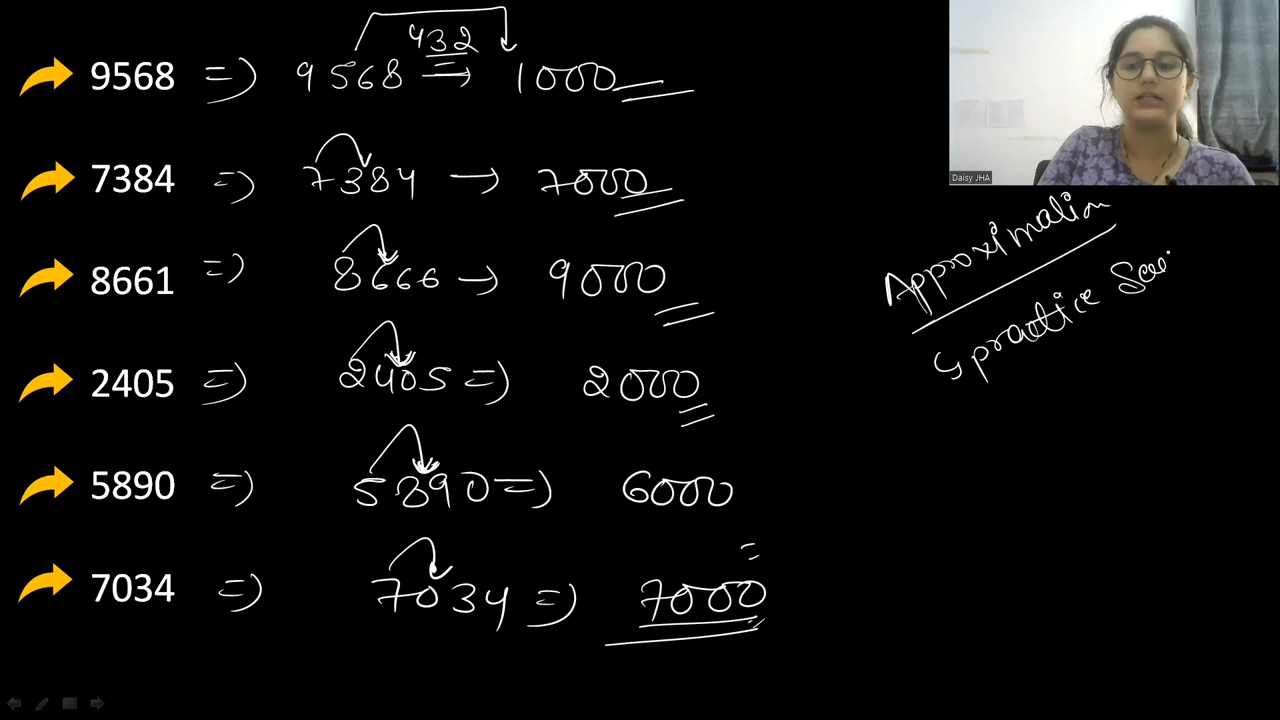 432
9568 => 9568 → 1000
Daisy JHA
7384 => 7384 → 7000
Approximation
8661 => 8666 → 9000
↳ practice
2405 => 2405 => 2000
5890 => 5890 => 6000
7034 => 7034 => 7000